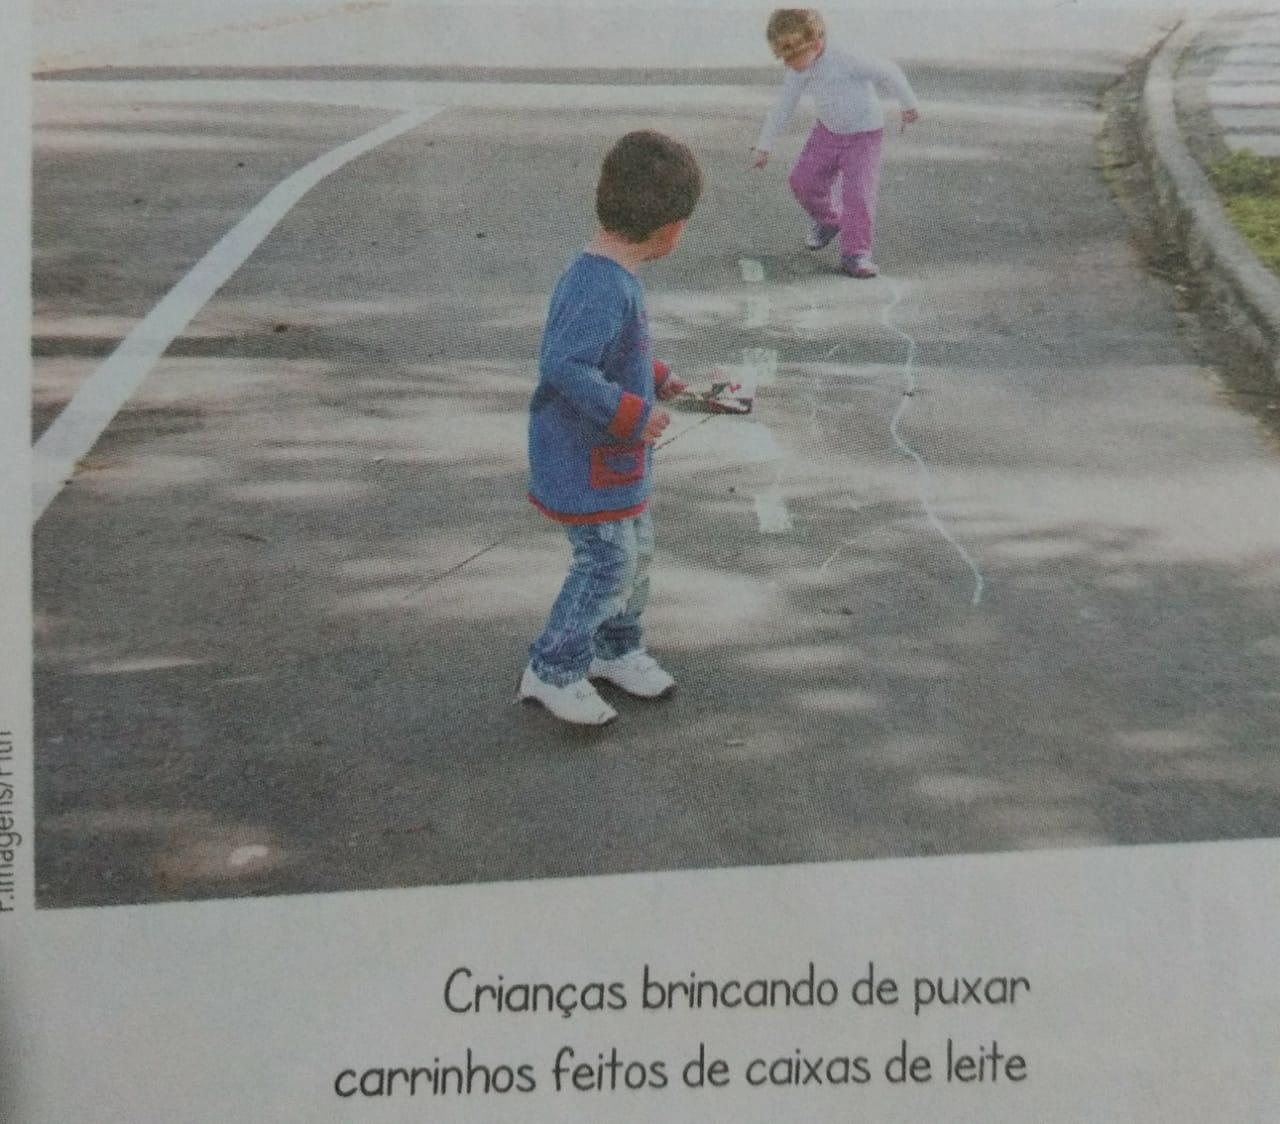 Crianças brincando de puxar
carrinhos feitos de caixas de leite